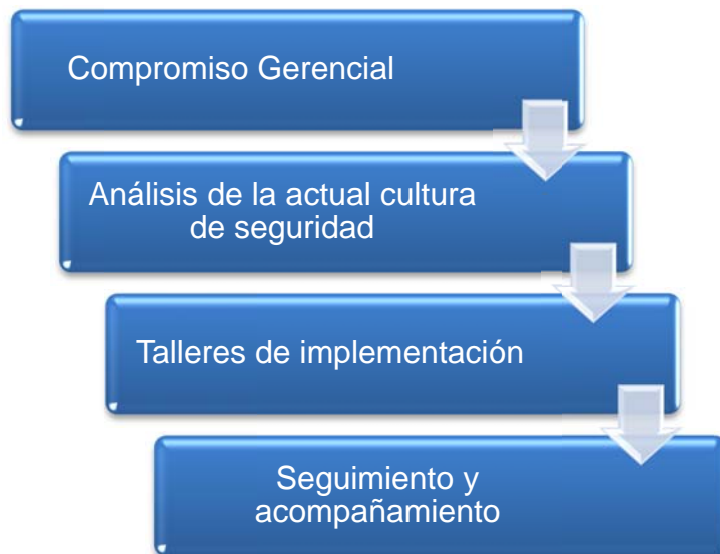 Compromiso Gerencial
Análisis de la actual cultura
de seguridad
Talleres de implementación
Seguimiento y
acompañamiento